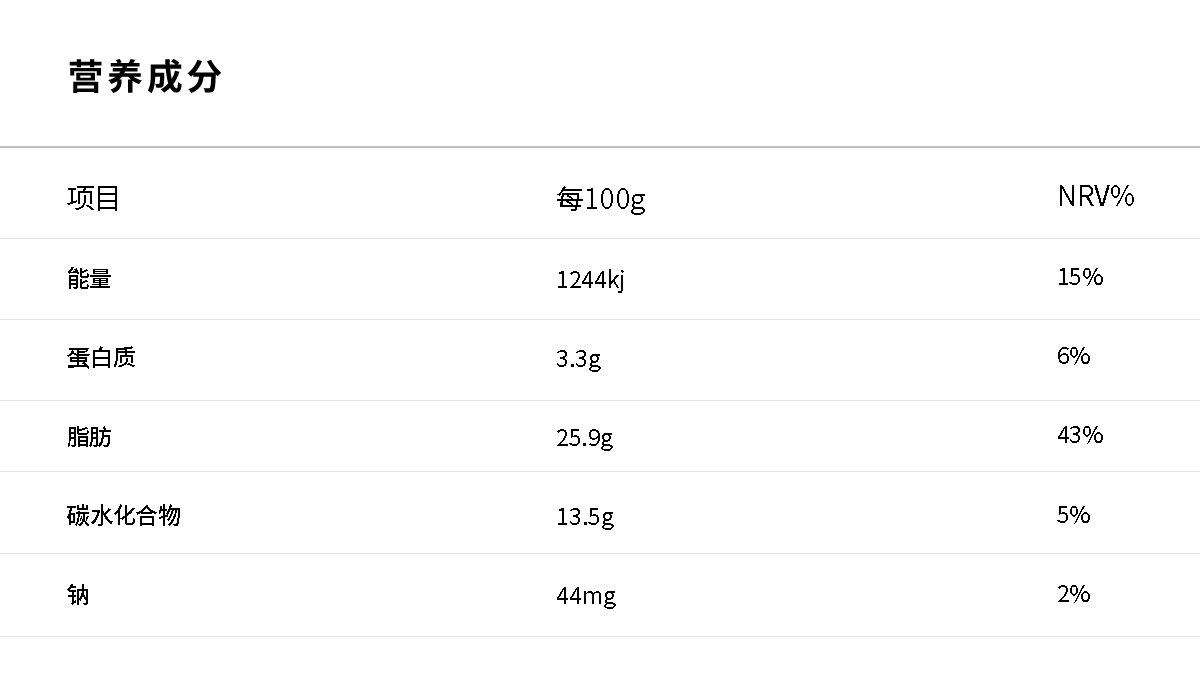 营养成分
项目 每100g NRV%
能量 1244kj 15%
蛋白质 3.3g 6%
脂肪 25.9g 43%
碳水化合物 13.5g 5%
钠 44mg 2%